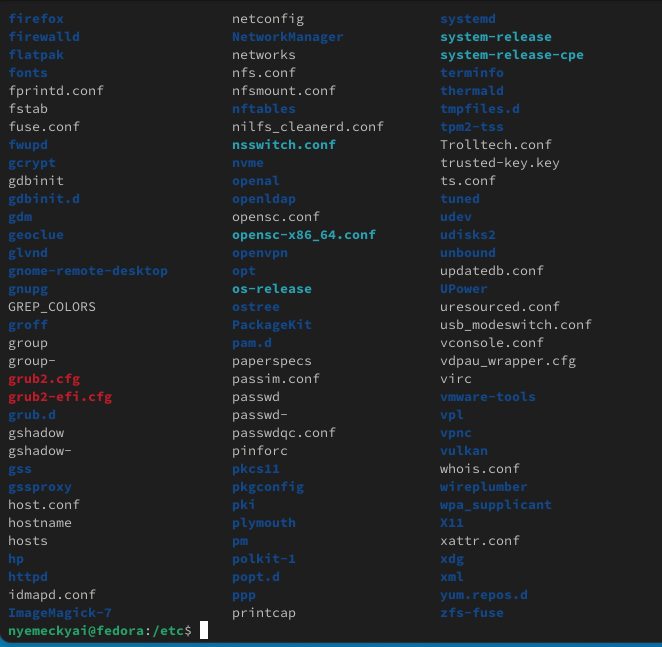 firefox netconfig systemd
firewalld NetworkManager system-release
flatpak networks system-release-cpe
fonts nfs.conf terminfo
fprintd.conf nfsmount.conf thermald
fstab nftables tmpfiles.d
fuse.conf nilfs_cleanerd.conf tpm2-tss
fwupd nsswitch.conf Trolltech.conf
gcrypt nvme trusted-key.key
gdbinit openal ts.conf
gdbinit.d openldap tuned
gdm opensc.conf udev
geoclue opensc-x86_64.conf udisks2
glvnd openvpn unbound
gnome-remote-desktop opt updatedb.conf
gnupg os-release UPower
GREP_COLORS ostree uresourced.conf
groff PackageKit usb_modeswitch.conf
group pam.d vconsole.conf
group- paperspecs vdpau_wrapper.cfg
grub2.cfg passim.conf virc
grub2-efi.cfg passwd vmware-tools
grub.d passwd- vpl
gshadow passwdqc.conf vpnc
gshadow- pinforc vulkan
gss pkcs11 whois.conf
gssproxy pkgconfig wireplumber
host.conf pki wpa_supplicant
hostname plymouth X11
hosts pm xattr.conf
hp polkit-1 xdg
httpd popt.d xml
idmapd.conf ppp yum.repos.d
ImageMagick-7 printcap zfs-fuse
nyemeckyai@fedora:/etc$